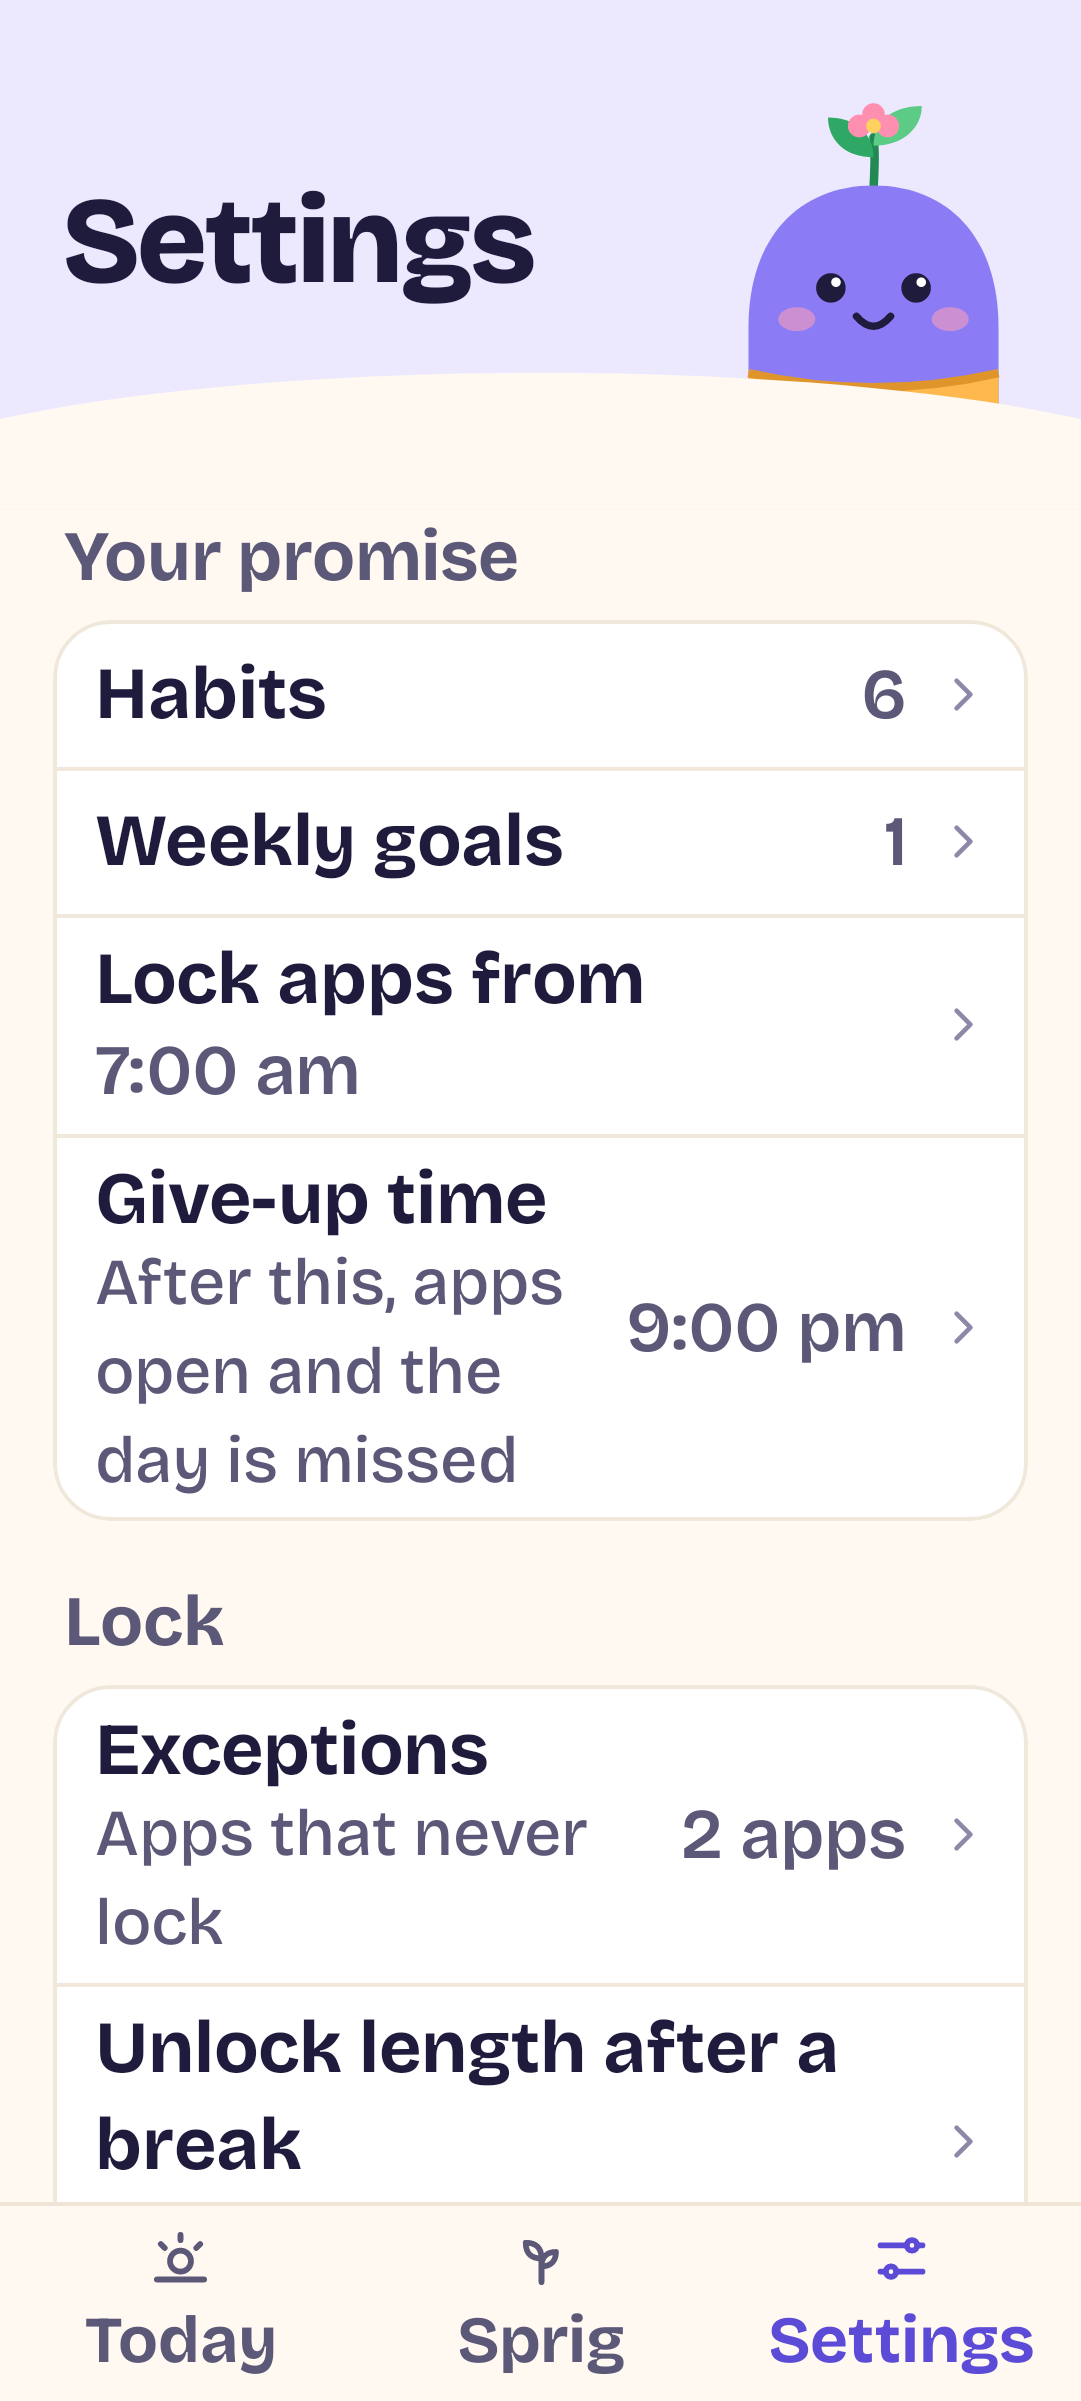 Settings
Your promise
Habits 6
Weekly goals 1
Lock apps from
7:00 am
Give-up time
After this, apps
open and the
day is missed
9:00 pm
Lock
Exceptions
Apps that never
lock
2 apps
Unlock length after a
break
Today Sprig Settings